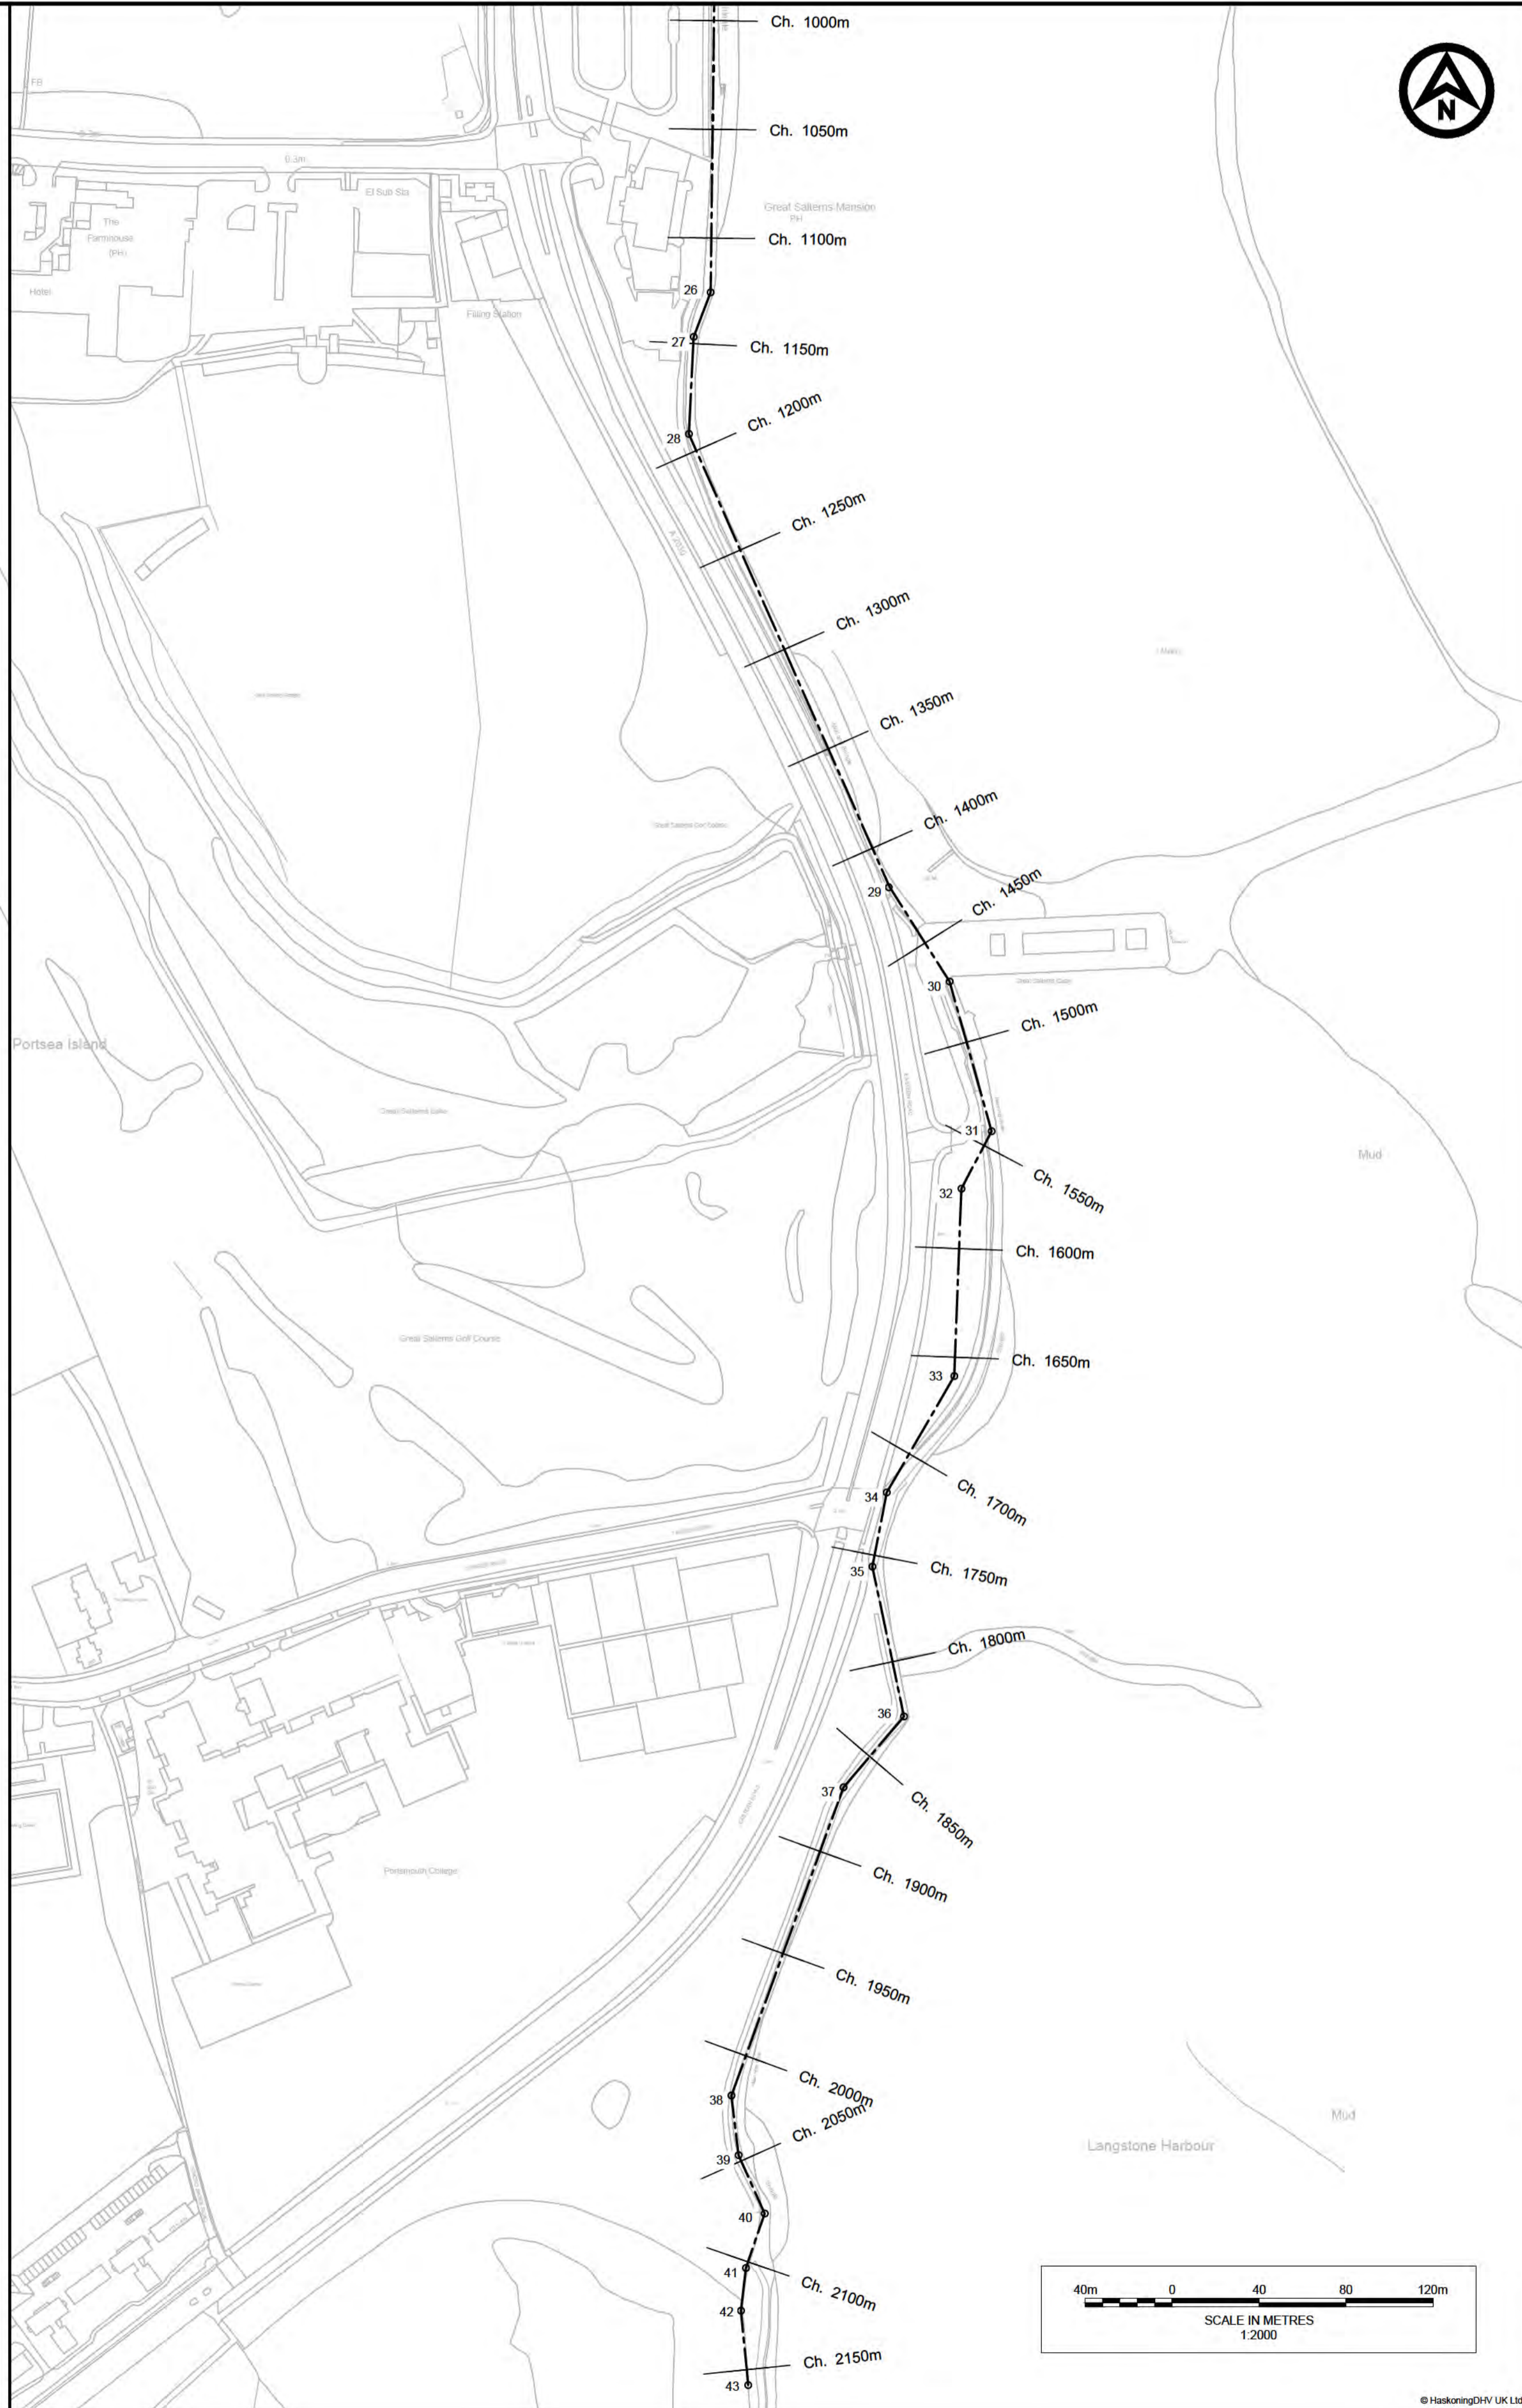 Ch. 1000m
N
FB
Ch. 1050m
0.3m
El Sub Sta
The
Farmhouse
(PH)
Great Salterns Mansion
PH
Ch. 1100m
Hotel
26
Filling Station
27
Ch. 1150m
Ch. 1200m
28
Ch. 1250m
A 2030
Ch. 1300m
Ch. 1350m
Ch. 1400m
29
Ch. 1450m
30
Ch. 1500m
Portsea Island
31
Mud
Ch. 1550m
32
Ch. 1600m
Great Salterns Golf Course
Ch. 1650m
33
Ch. 1700m
34
35
Ch. 1750m
Ch. 1800m
36
37
Ch. 1850m
Portsmouth College
Ch. 1900m
Ch. 1950m
38
Ch. 2000m
Ch. 2050m
Mud
Langstone Harbour
39
40
41
Ch. 2100m
42
40m 0 40 80 120m
SCALE IN METRES
1:2000
Ch. 2150m
43
© HaskoningDHV UK Ltd